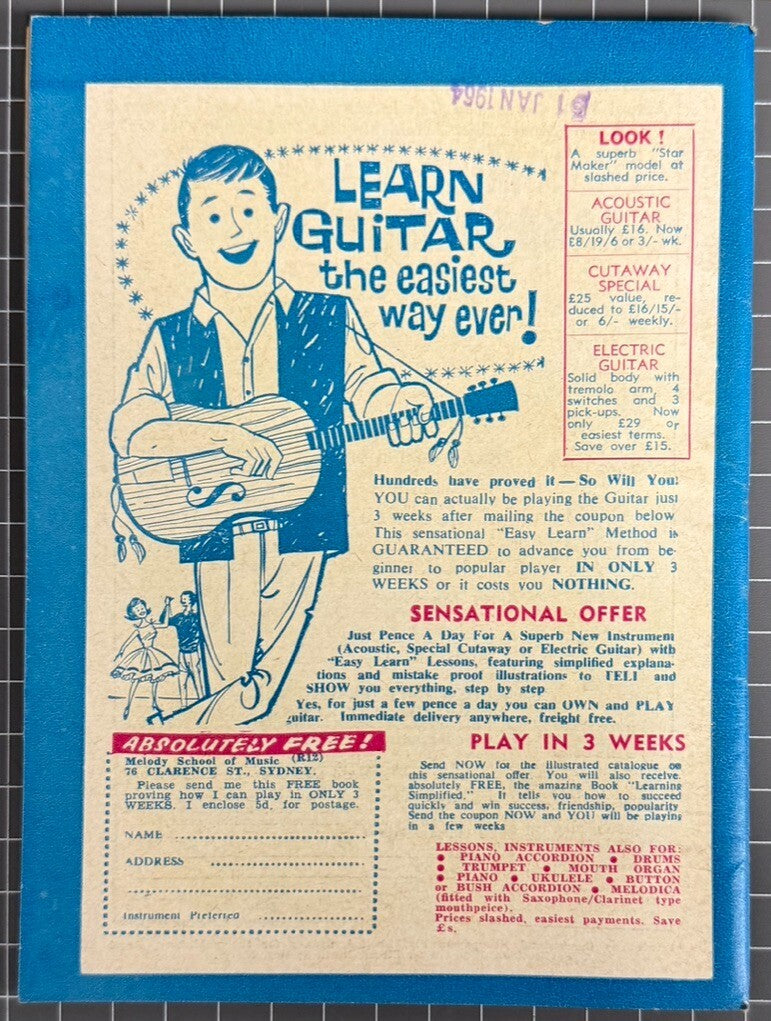 31 JAN 1964
LEARN
GUITAR
the easiest
way ever!
LOOK !
A superb "Star
Maker" model at
slashed price.
ACOUSTIC
GUITAR
Usually £16. Now
£8/19/6 or 3/- wk.
CUTAWAY
SPECIAL
£25 value, re-
duced to £16/15/-
or 6/- weekly.
ELECTRIC
GUITAR
Solid body with
tremolo arm, 4
switches and 3
pick-ups. Now
only £29 or
easiest terms.
Save over £15.
Hundreds have proved it — So Will You!
YOU can actually be playing the Guitar just
3 weeks after mailing the coupon below
This sensational "Easy Learn" Method is
GUARANTEED to advance you from be-
ginner to popular player IN ONLY 3
WEEKS or it costs you NOTHING.
SENSATIONAL OFFER
Just Pence A Day For A Superb New Instrument
(Acoustic, Special Cutaway or Electric Guitar) with
"Easy Learn" Lessons, featuring simplified explana-
tions and mistake proof illustrations to TELL and
SHOW you everything, step by step
Yes, for just a few pence a day you can OWN and PLAY
guitar. Immediate delivery anywhere, freight free.
ABSOLUTELY FREE!
Melody School of Music (R12)
76 CLARENCE ST., SYDNEY.
Please send me this FREE book
proving how I can play in ONLY 3
WEEKS. I enclose 5d. for postage.
NAME
ADDRESS
Instrument Preferred
PLAY IN 3 WEEKS
Send NOW for the illustrated catalogue on
this sensational offer. You will also receive,
absolutely FREE, the amazing Book "Learning
Simplified." It tells you how to succeed
quickly and win success, friendship, popularity
Send the coupon NOW and YOU will be playing
in a few weeks
LESSONS, INSTRUMENTS ALSO FOR:
● PIANO ACCORDION ● DRUMS
● TRUMPET ● MOUTH ORGAN
● PIANO ● UKULELE ● BUTTON
or BUSH ACCORDION ● MELODICA
(fitted with Saxophone/Clarinet type
mouthpeice).
Prices slashed, easiest payments. Save
£s.